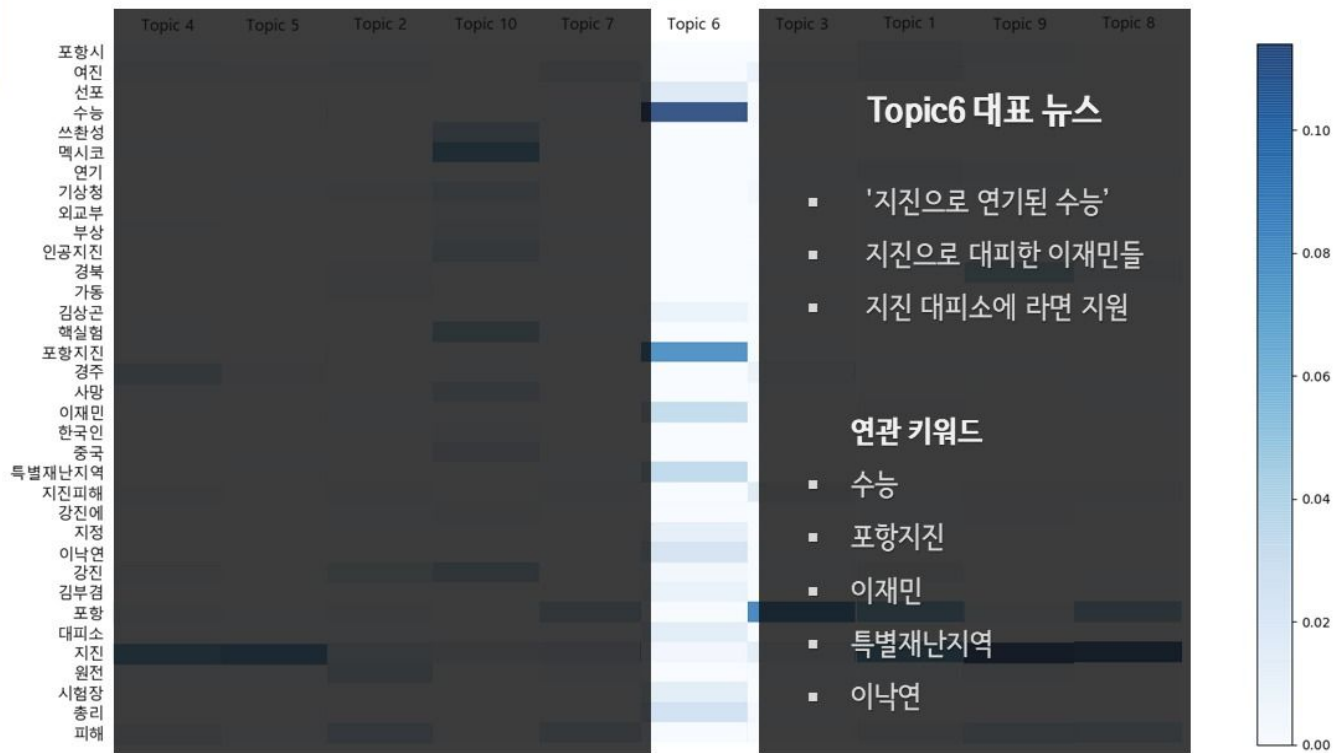 Topic 4 Topic 5 Topic 2 Topic 10 Topic 7 Topic 6 Topic 3 Topic 1 Topic 9 Topic 8
포항시
여진
선포
수능
쓰촨성
멕시코
연기
기상청
외교부
부상
인공지진
경북
가동
김상곤
핵실험
포항지진
경주
사망
이재민
한국인
중국
특별재난지역
지진피해
강진에
지정
이낙연
강진
김부겸
포항
대피소
지진
원전
시험장
총리
피해
Topic6 대표 뉴스
▪ '지진으로 연기된 수능’
▪ 지진으로 대피한 이재민들
▪ 지진 대피소에 라면 지원
연관 키워드
▪ 수능
▪ 포항지진
▪ 이재민
▪ 특별재난지역
▪ 이낙연
0.10
0.08
0.06
0.04
0.02
0.00